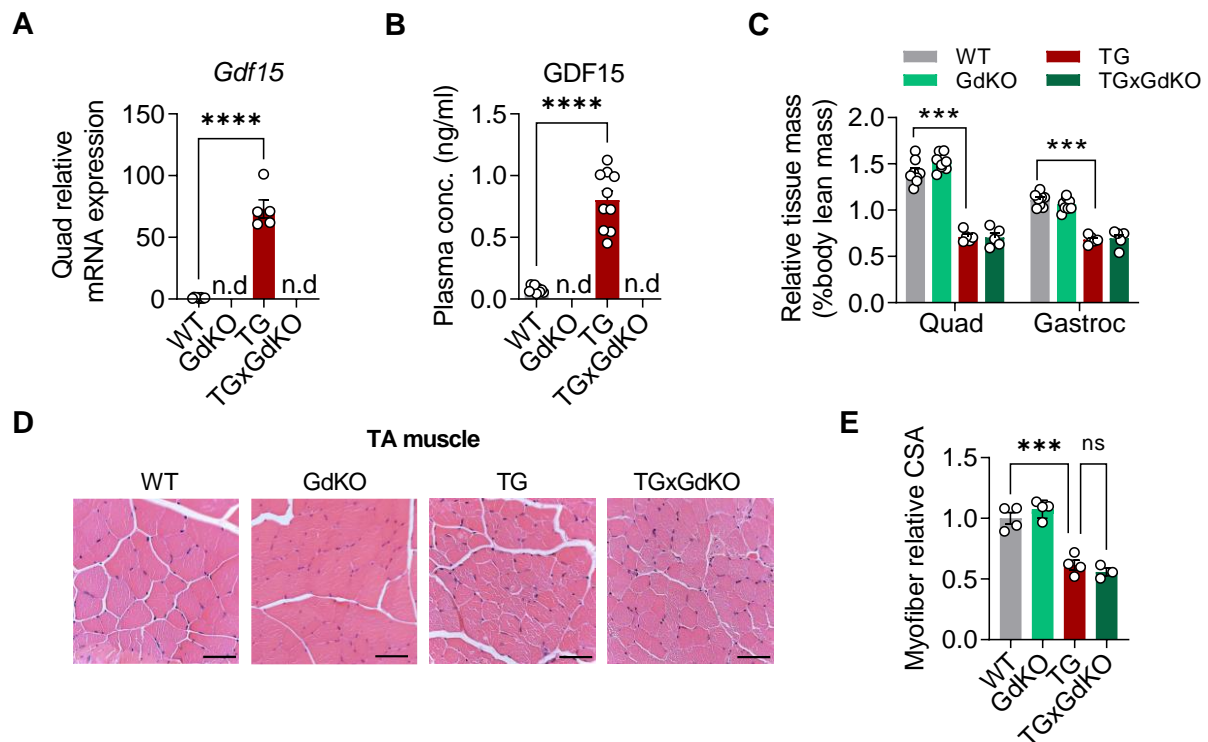 A
Gdf15
Quad relative
mRNA expression
150
100
50
0
****
n.d
n.d
WT
GdKO
TG
TGxGdKO
B
GDF15
Plasma conc. (ng/ml)
1.5
1.0
0.5
0.0
****
n.d
n.d
WT
GdKO
TG
TGxGdKO
C
WT
TG
GdKO
TGxGdKO
Relative tissue mass
(%body lean mass)
2.0
1.5
1.0
0.5
0.0
***
***
Quad
Gastroc
D
TA muscle
WT
GdKO
TG
TGxGdKO
E
Myofiber relative CSA
1.5
1.0
0.5
0.0
***
ns
WT
GdKO
TG
TGxGdKO